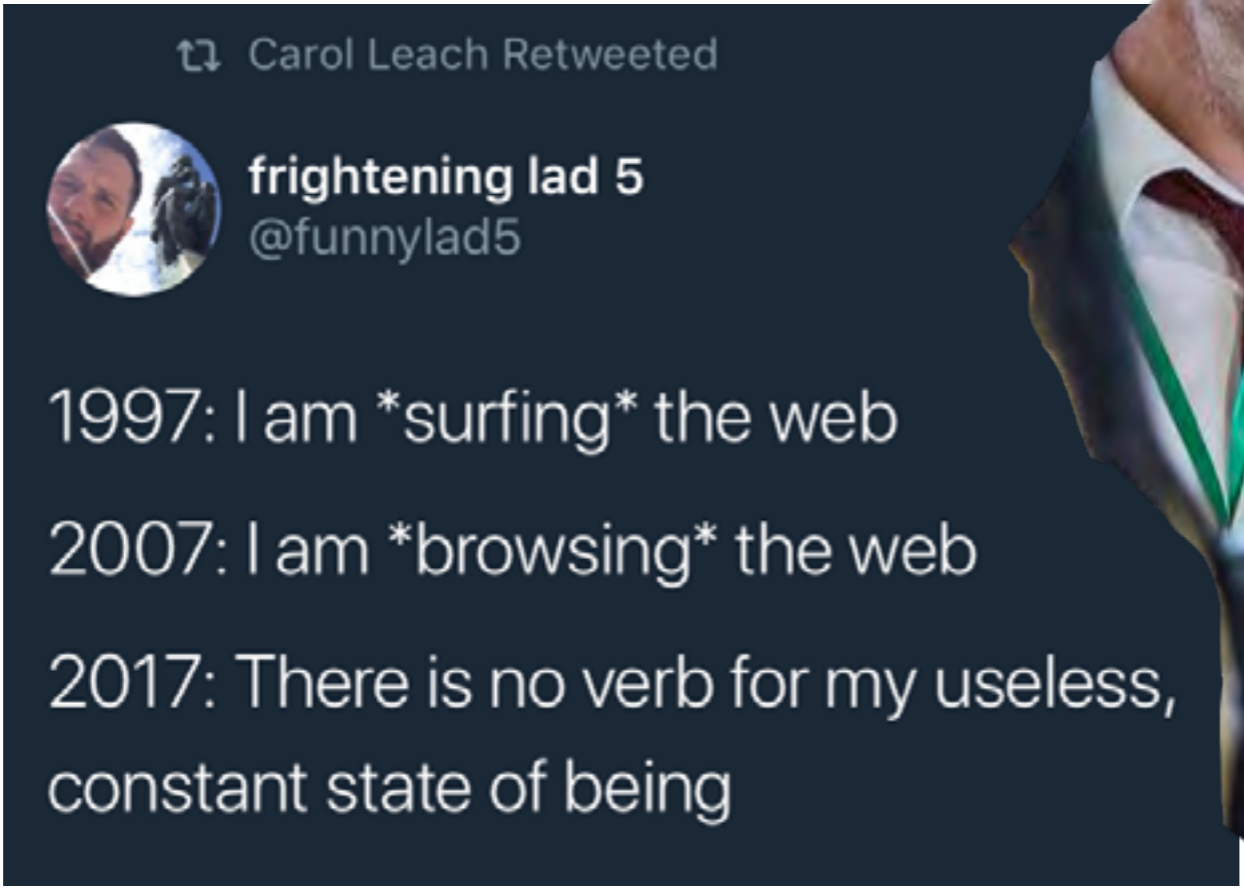 Carol Leach Retweeted
frightening lad 5
@funnylad5
1997: I am *surfing* the web
2007: I am *browsing* the web
2017: There is no verb for my useless,
constant state of being